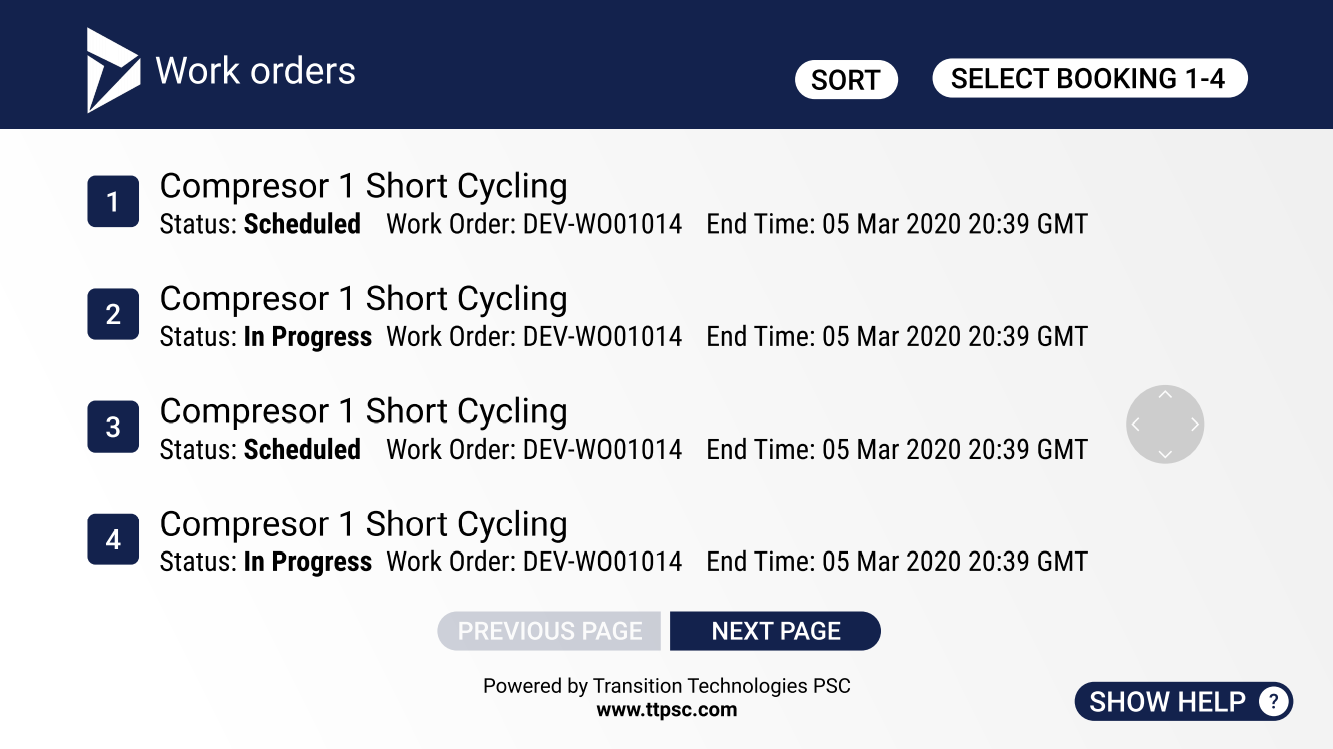 Work orders
SORT
SELECT BOOKING 1-4
1
Compresor 1 Short Cycling
Status: Scheduled Work Order: DEV-WO01014 End Time: 05 Mar 2020 20:39 GMT
2
Compresor 1 Short Cycling
Status: In Progress Work Order: DEV-WO01014 End Time: 05 Mar 2020 20:39 GMT
3
Compresor 1 Short Cycling
Status: Scheduled Work Order: DEV-WO01014 End Time: 05 Mar 2020 20:39 GMT
4
Compresor 1 Short Cycling
Status: In Progress Work Order: DEV-WO01014 End Time: 05 Mar 2020 20:39 GMT
PREVIOUS PAGE
NEXT PAGE
Powered by Transition Technologies PSC
www.ttpsc.com
SHOW HELP ?